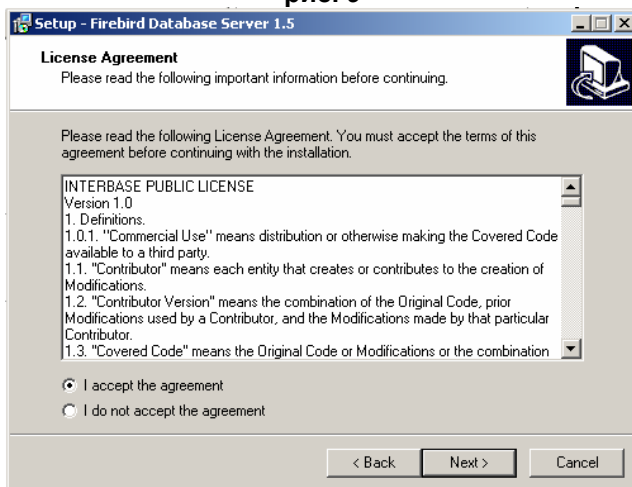 Setup - Firebird Database Server 1.5
License Agreement
Please read the following important information before continuing.
Please read the following License Agreement. You must accept the terms of this
agreement before continuing with the installation.
INTERBASE PUBLIC LICENSE
Version 1.0
1. Definitions.
1.0.1. "Commercial Use" means distribution or otherwise making the Covered Code
available to a third party.
1.1. "Contributor" means each entity that creates or contributes to the creation of
Modifications.
1.2. "Contributor Version" means the combination of the Original Code, prior
Modifications used by a Contributor, and the Modifications made by that particular
Contributor.
1.3. "Covered Code" means the Original Code or Modifications or the combination
I accept the agreement
I do not accept the agreement
< Back
Next >
Cancel